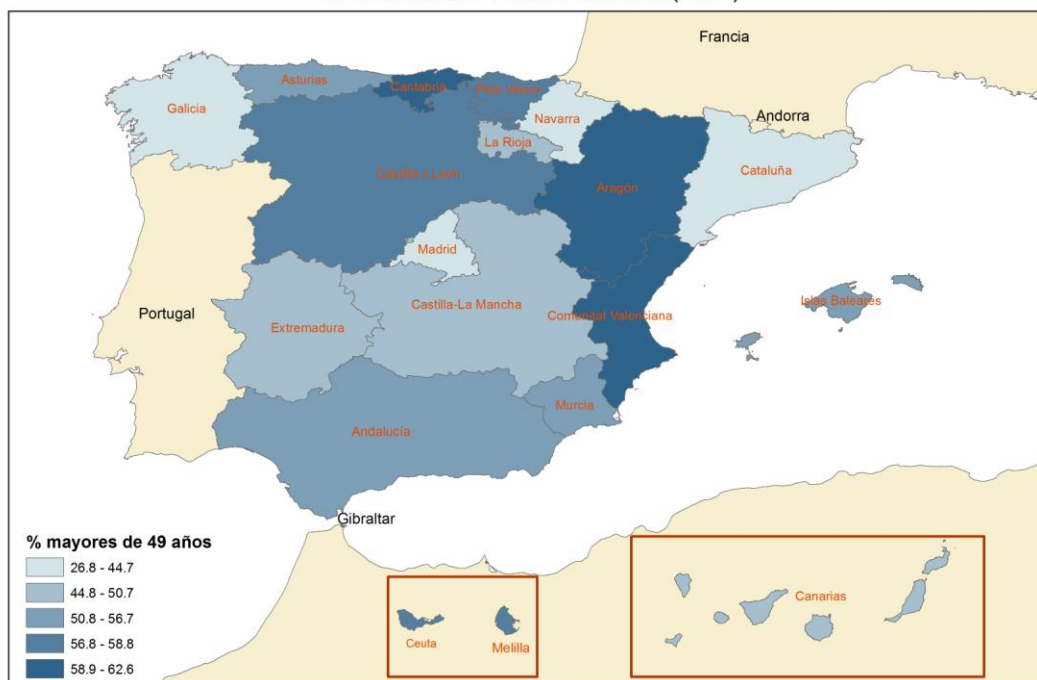 Francia
Asturias
Cantabria
País Vasco
Galicia
Navarra
Andorra
La Rioja
Castilla y León
Cataluña
Aragón
Madrid
Islas Baleares
Castilla-La Mancha
Portugal
Comunitat Valenciana
Extremadura
Murcia
Andalucía
Gibraltar
% mayores de 49 años
26.8 - 44.7
44.8 - 50.7
50.8 - 56.7
56.8 - 58.8
58.9 - 62.6
Canarias
Ceuta
Melilla